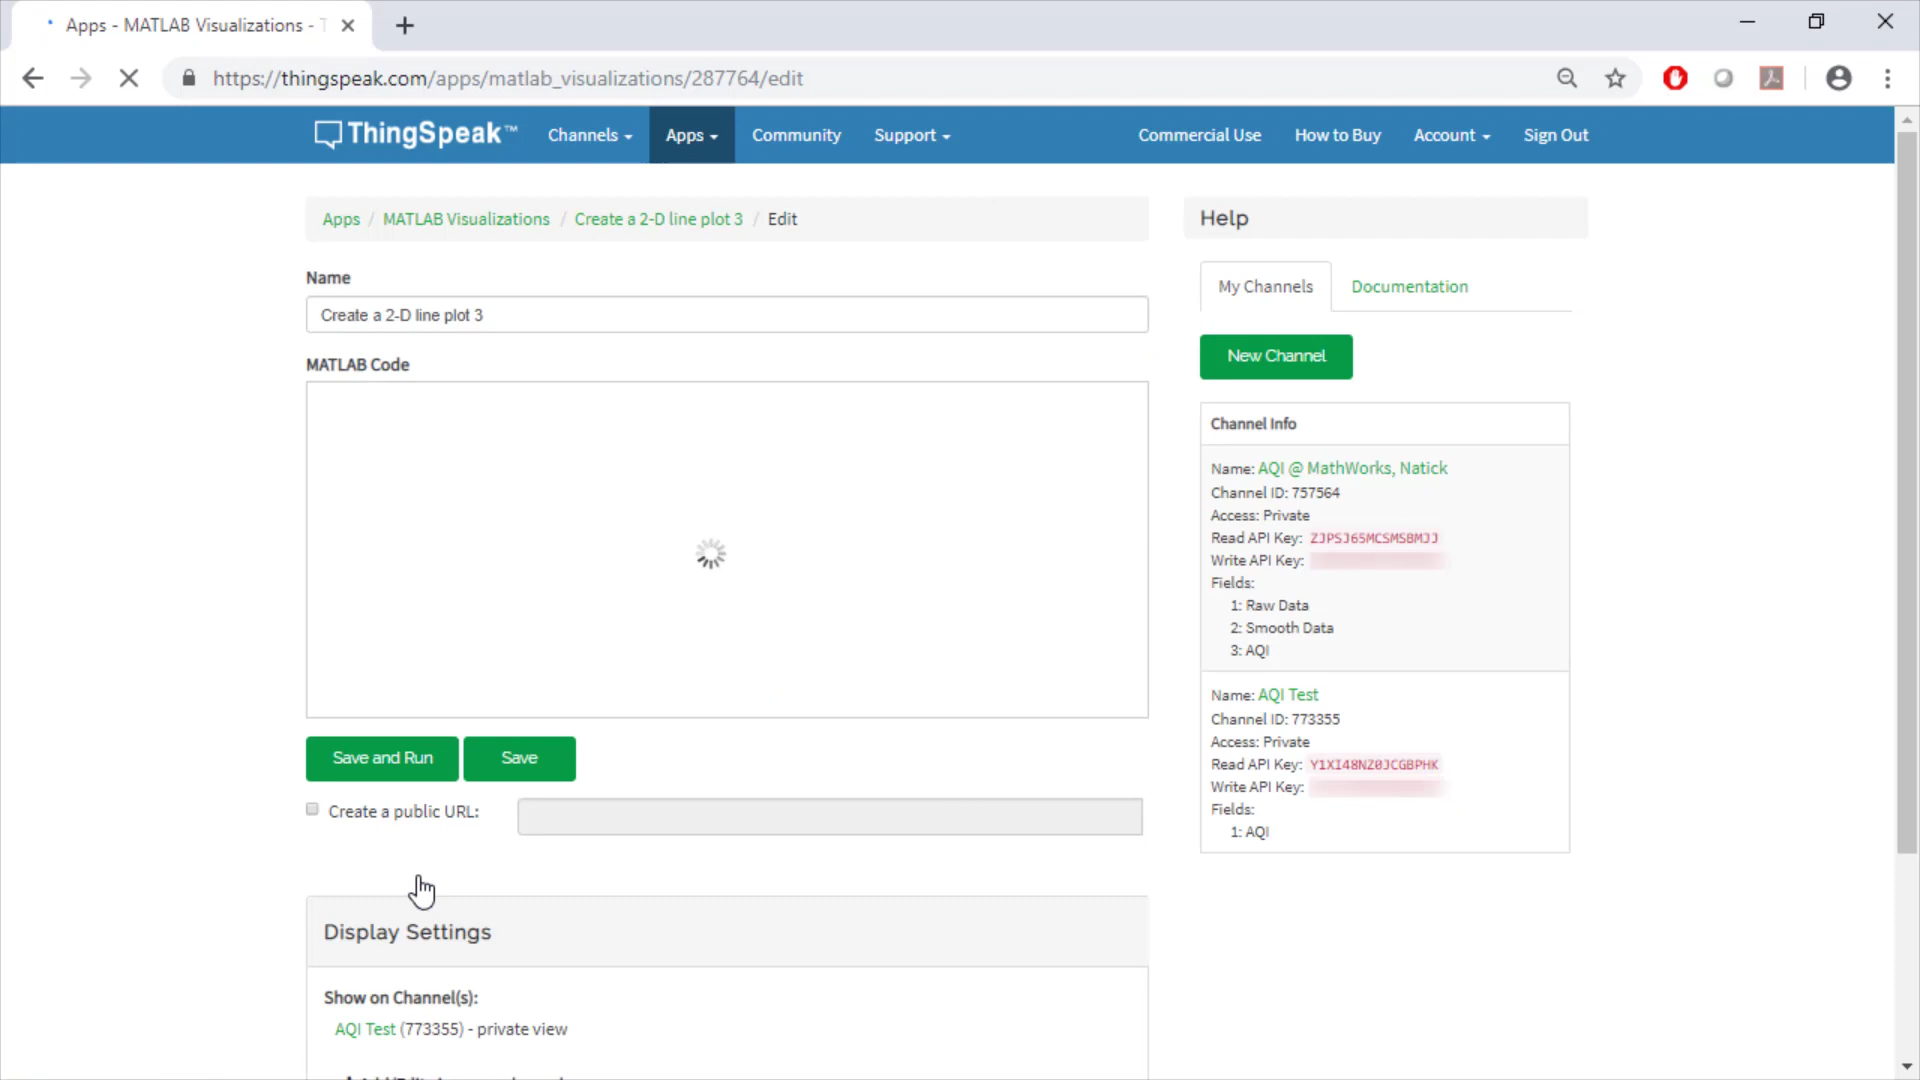 Apps - MATLAB Visualizations -
https://thingspeak.com/apps/matlab_visualizations/287764/edit
ThingSpeak™ Channels Apps Community Support Commercial Use How to Buy Account Sign Out
Apps / MATLAB Visualizations / Create a 2-D line plot 3 / Edit
Help
Name
Create a 2-D line plot 3
My Channels Documentation
MATLAB Code
New Channel
Channel Info
Name: AQI @ MathWorks, Natick
Channel ID: 757564
Access: Private
Read API Key: ZJPSJ65MCSMSBMJJ
Write API Key:
Fields:
1: Raw Data
2: Smooth Data
3: AQI
Name: AQI Test
Channel ID: 773355
Access: Private
Read API Key: Y1XI48NZ0JCGBPHK
Write API Key:
Fields:
1: AQI
Save and Run Save
Create a public URL:
Display Settings
Show on Channel(s):
AQI Test (773355) - private view